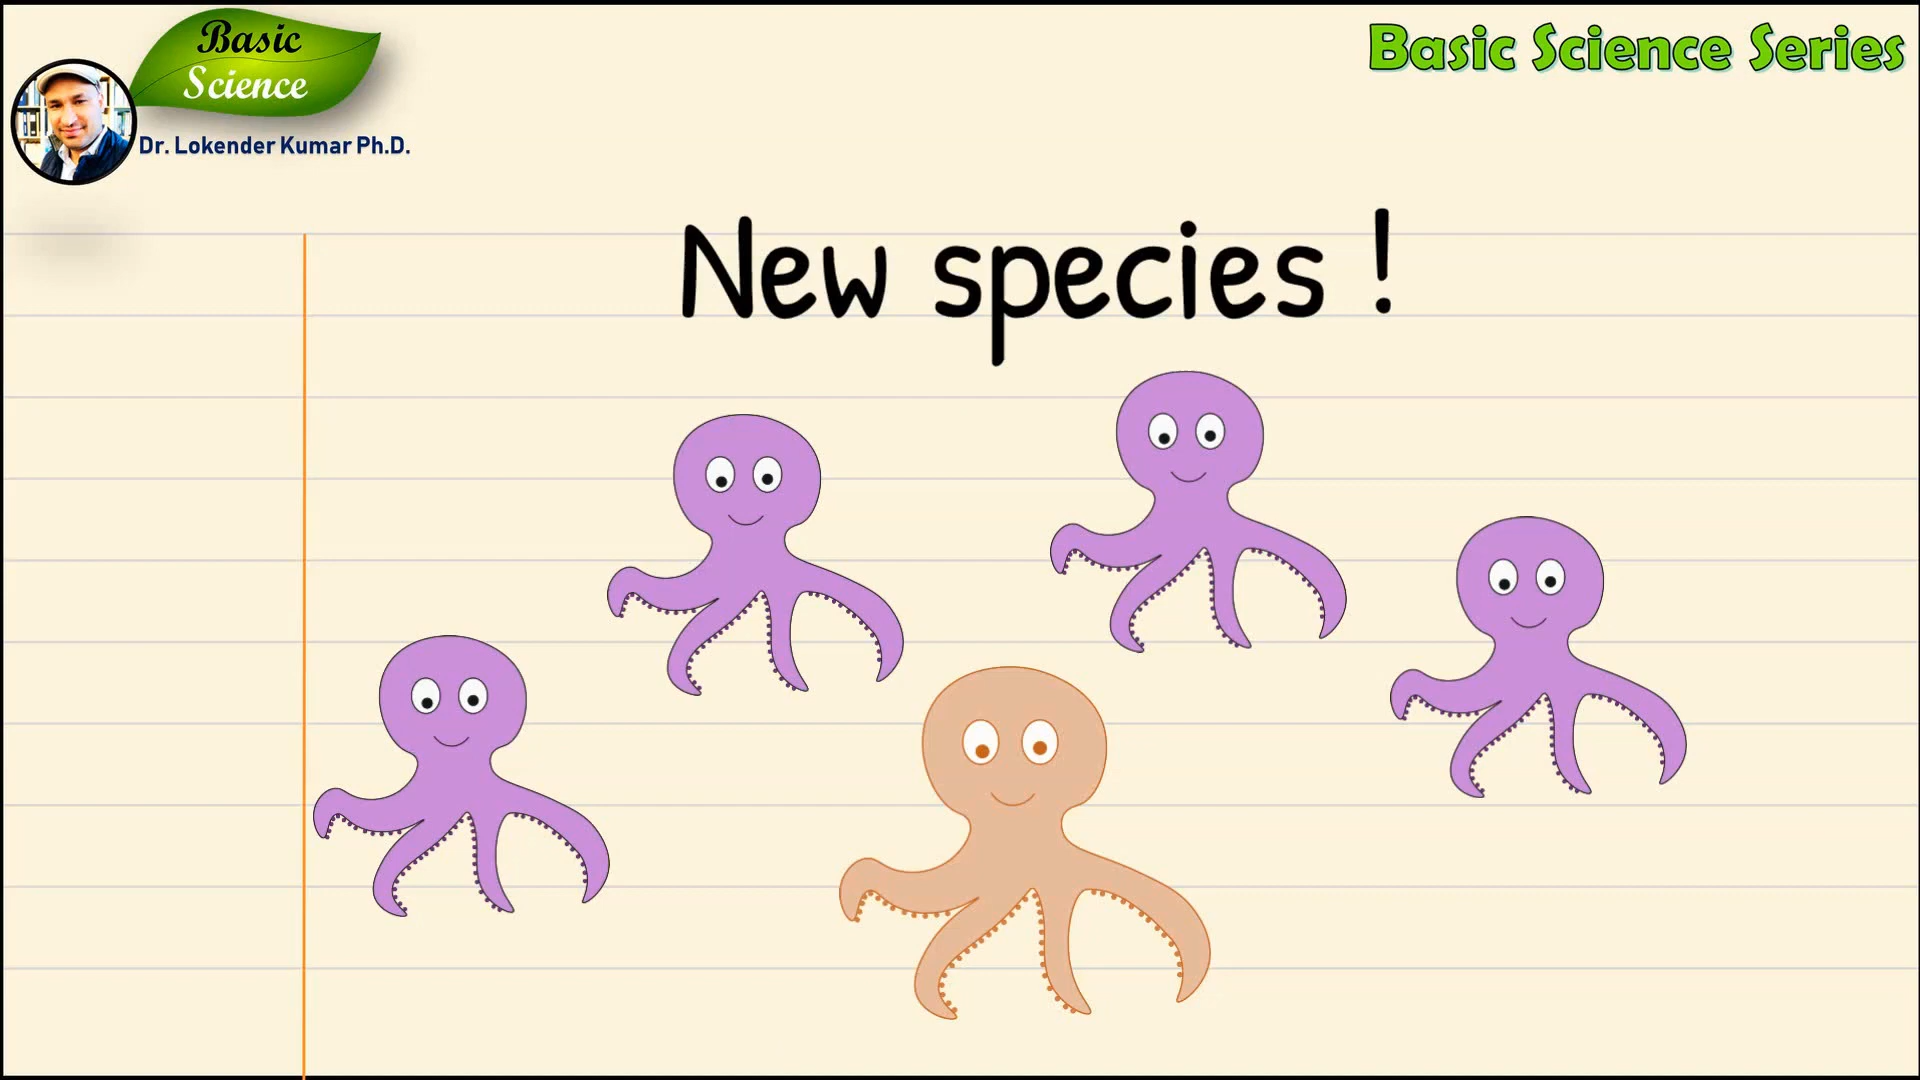 Basic
Science
Dr. Lokender Kumar Ph.D.
Basic Science Series
New species !